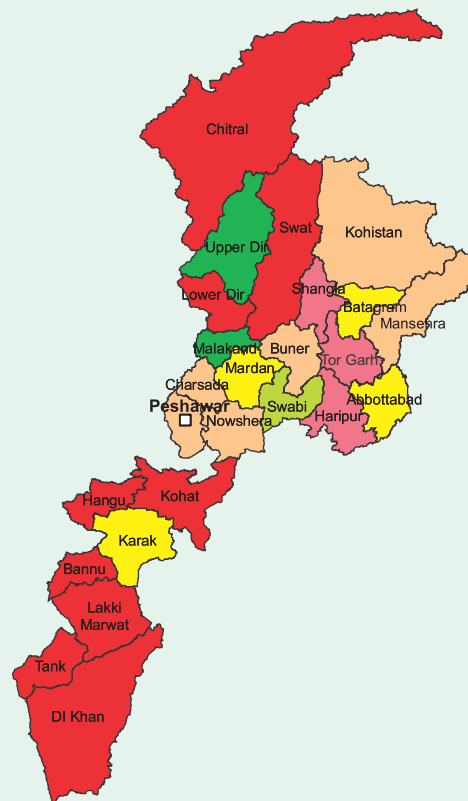 Chitral
Swat
Kohistan
Upper Dir
Lower Dir
Shangla
Batagram
Mansehra
Malakand
Buner
Tor Garh
Mardan
Charsada
Abbottabad
Peshawar
Swabi
Haripur
Nowshera
Kohat
Hangu
Karak
Bannu
Lakki
Marwat
Tank
DI Khan